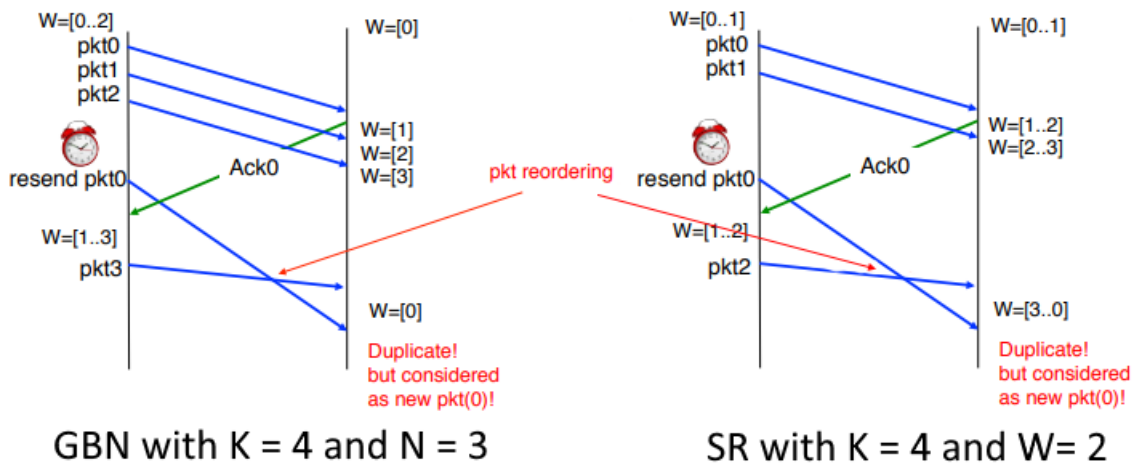 W=[0..2]
pkt0
pkt1
pkt2
resend pkt0
W=[1..3]
pkt3
Ack0
W=[0]
W=[1]
W=[2]
W=[3]
W=[0]
Duplicate!
but considered
as new pkt(0)!
GBN with K = 4 and N = 3
pkt reordering
W=[0..1]
pkt0
pkt1
resend pkt0
W=[1..2]
pkt2
Ack0
W=[0..1]
W=[1..2]
W=[2..3]
W=[3..0]
Duplicate!
but considered
as new pkt(0)!
SR with K = 4 and W= 2